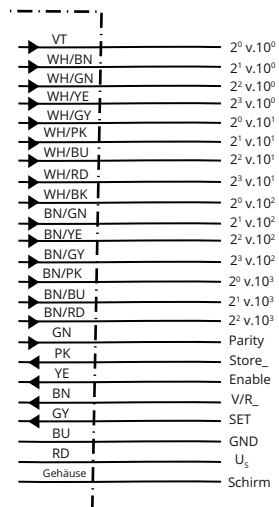 VT 2⁰ v.10⁰
WH/BN 2¹ v.10⁰
WH/GN 2² v.10⁰
WH/YE 2³ v.10⁰
WH/GY 2⁰ v.10¹
WH/PK 2¹ v.10¹
WH/BU 2² v.10¹
WH/RD 2³ v.10¹
WH/BK 2⁰ v.10²
BN/GN 2¹ v.10²
BN/YE 2² v.10²
BN/GY 2³ v.10²
BN/PK 2⁰ v.10³
BN/BU 2¹ v.10³
BN/RD 2² v.10³
GN Parity
PK Store_
YE Enable
BN V/R_
GY SET
BU GND
RD Uₛ
Gehäuse Schirm